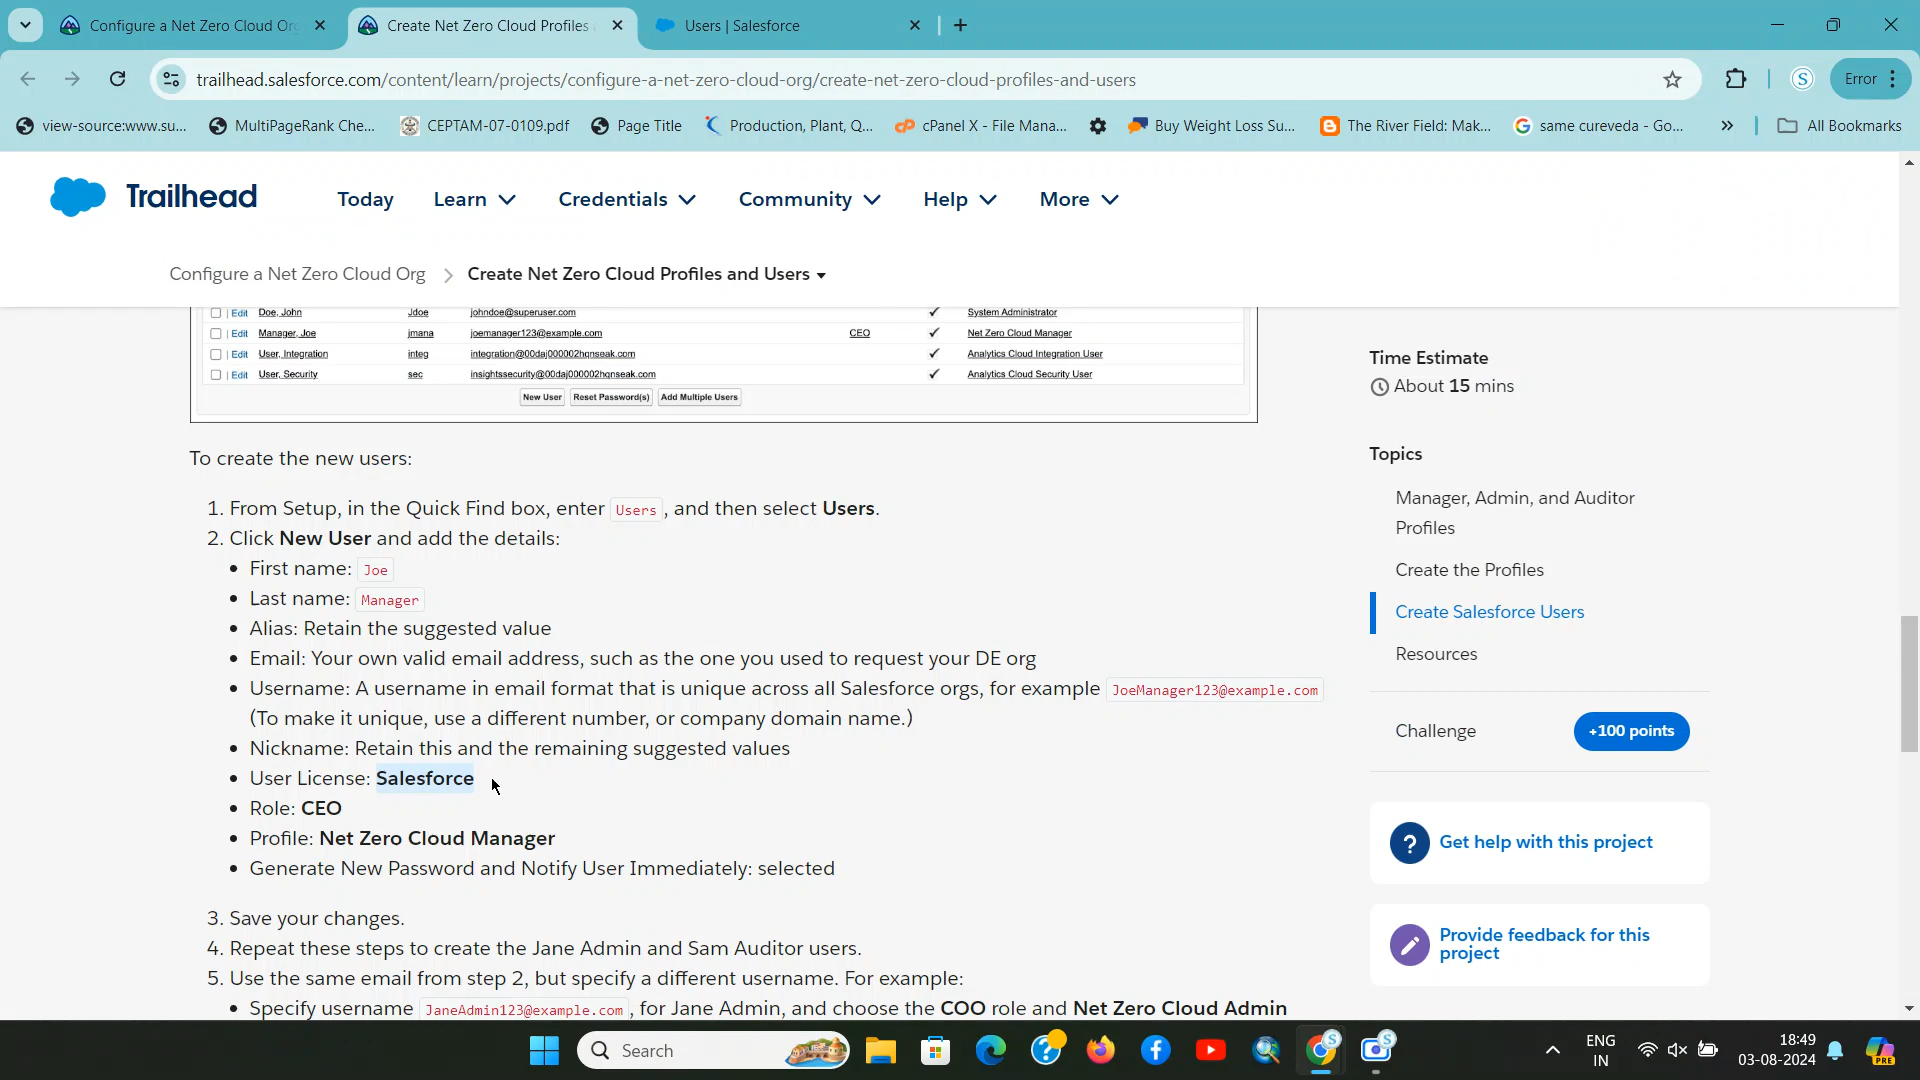 Configure a Net Zero Cloud Or
Create Net Zero Cloud Profiles
Users | Salesforce
trailhead.salesforce.com/content/learn/projects/configure-a-net-zero-cloud-org/create-net-zero-cloud-profiles-and-users
S
Error
view-source:www.su...
MultiPageRank Che...
CEPTAM-07-0109.pdf
Page Title
Production, Plant, Q...
cPanel X - File Mana...
Buy Weight Loss Su...
The River Field: Mak...
same cureveda - Go...
All Bookmarks
Trailhead
Today
Learn
Credentials
Community
Help
More
Configure a Net Zero Cloud Org
Create Net Zero Cloud Profiles and Users
Edit Doe, John Jdoe johndoe@superuser.com System Administrator
Edit Manager, Joe jmana joemanager123@example.com CEO Net Zero Cloud Manager
Edit User, Integration integ integration@00daj000002hqnseak.com Analytics Cloud Integration User
Edit User, Security sec insightssecurity@00daj000002hqnseak.com Analytics Cloud Security User
New User Reset Password(s) Add Multiple Users
To create the new users:
1. From Setup, in the Quick Find box, enter Users, and then select Users.
2. Click New User and add the details:
• First name: Joe
• Last name: Manager
• Alias: Retain the suggested value
• Email: Your own valid email address, such as the one you used to request your DE org
• Username: A username in email format that is unique across all Salesforce orgs, for example JoeManager123@example.com
(To make it unique, use a different number, or company domain name.)
• Nickname: Retain this and the remaining suggested values
• User License: Salesforce
• Role: CEO
• Profile: Net Zero Cloud Manager
• Generate New Password and Notify User Immediately: selected
3. Save your changes.
4. Repeat these steps to create the Jane Admin and Sam Auditor users.
5. Use the same email from step 2, but specify a different username. For example:
• Specify username JaneAdmin123@example.com, for Jane Admin, and choose the COO role and Net Zero Cloud Admin
Time Estimate
About 15 mins
Topics
Manager, Admin, and Auditor
Profiles
Create the Profiles
Create Salesforce Users
Resources
Challenge
+100 points
Get help with this project
Provide feedback for this
project
Search
ENG
IN
18:49
03-08-2024
PRE